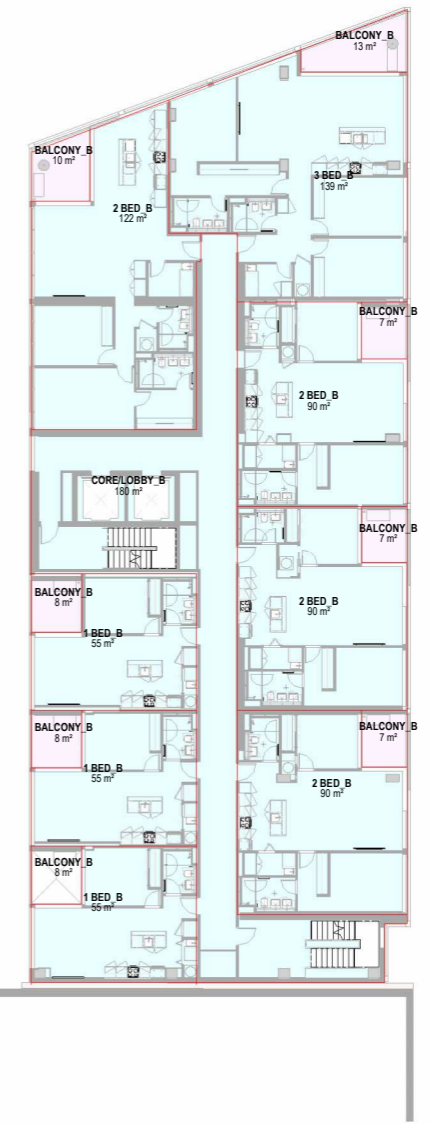 BALCONY_B
13 m²
BALCONY_B
10 m²
3 BED_B
139 m²
2 BED_B
122 m²
BALCONY_B
7 m²
2 BED_B
90 m²
CORE/LOBBY_B
180 m²
BALCONY_B
7 m²
BALCONY_B
8 m²
2 BED_B
90 m²
1 BED_B
55 m²
BALCONY_B
8 m²
BALCONY_B
7 m²
1 BED_B
55 m²
2 BED_B
90 m²
BALCONY_B
8 m²
1 BED_B
55 m²